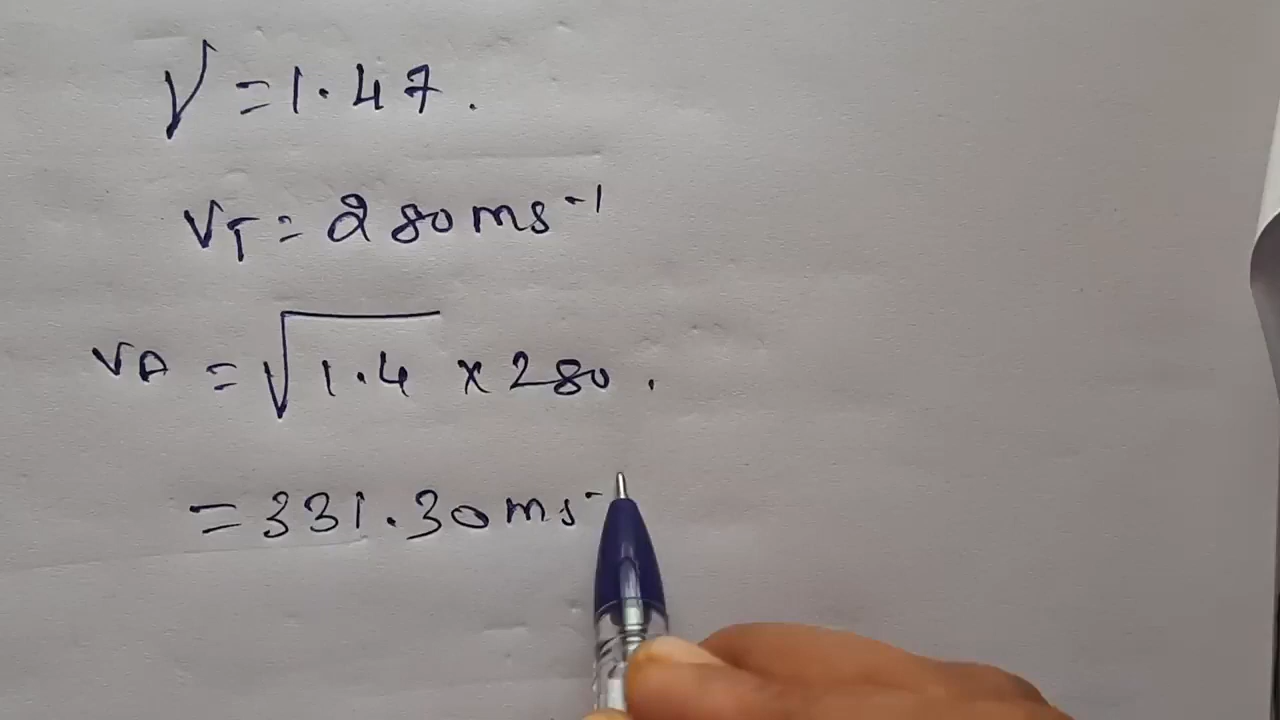 γ = 1.47.
V_T = 280 ms⁻¹
V_A = √1.4 × 280.
= 331.30 ms⁻